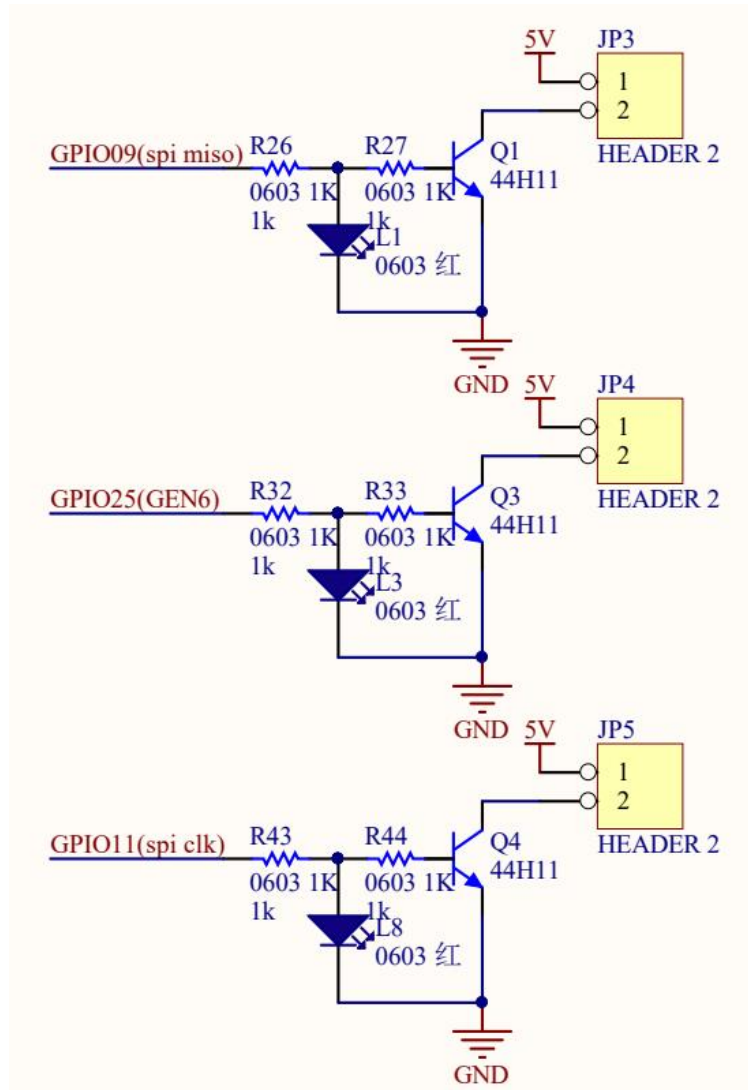 5V JP3
1
2
HEADER 2
GPIO09(spi miso) R26 R27 Q1
0603 1K 0603 1K 44H11
1k 1k
L1
0603 红
GND
5V JP4
1
2
HEADER 2
GPIO25(GEN6) R32 R33 Q3
0603 1K 0603 1K 44H11
1k 1k
L3
0603 红
GND
5V JP5
1
2
HEADER 2
GPIO11(spi clk) R43 R44 Q4
0603 1K 0603 1K 44H11
1k 1k
L8
0603 红
GND